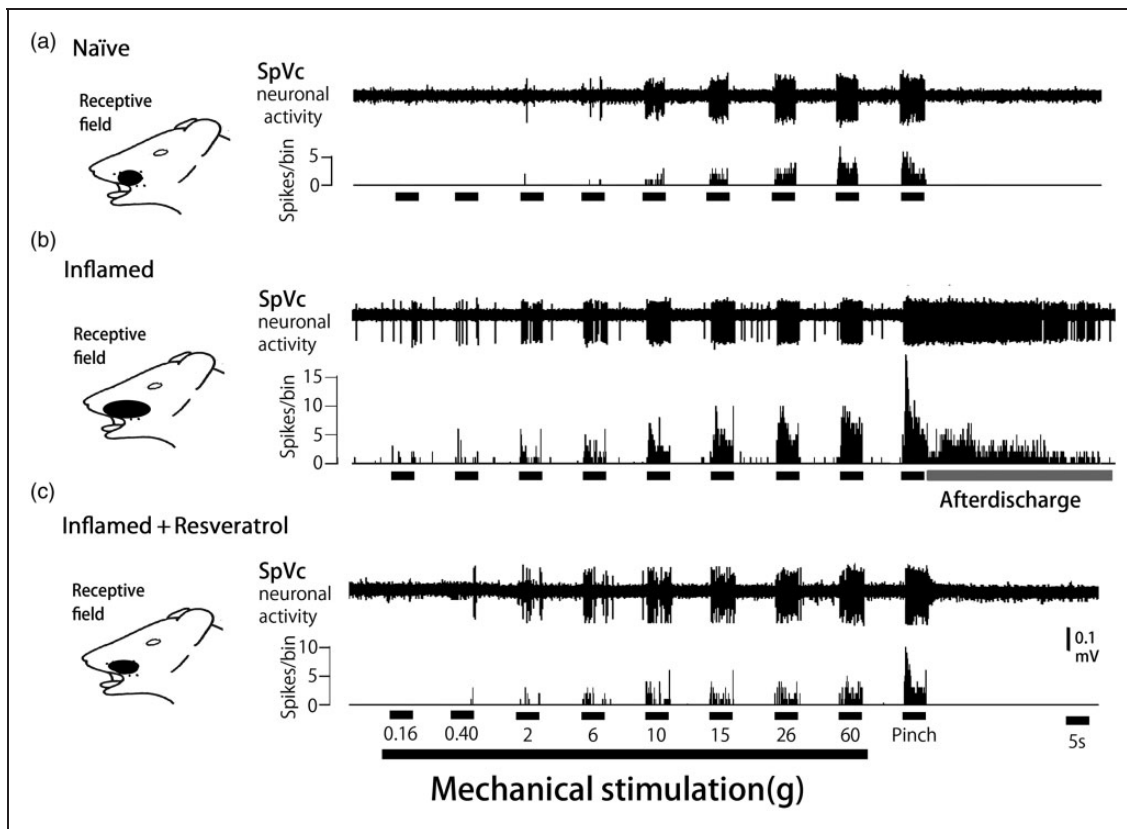 (a) Naïve
Receptive
field
SpVc
neuronal
activity
Spikes/bin
5
0
(b)
Inflamed
Receptive
field
SpVc
neuronal
activity
Spikes/bin
15
10
5
0
Afterdischarge
(c)
Inflamed + Resveratrol
Receptive
field
SpVc
neuronal
activity
0.1
mV
Spikes/bin
10
5
0
0.16 0.40 2 6 10 15 26 60 Pinch 5s
Mechanical stimulation(g)